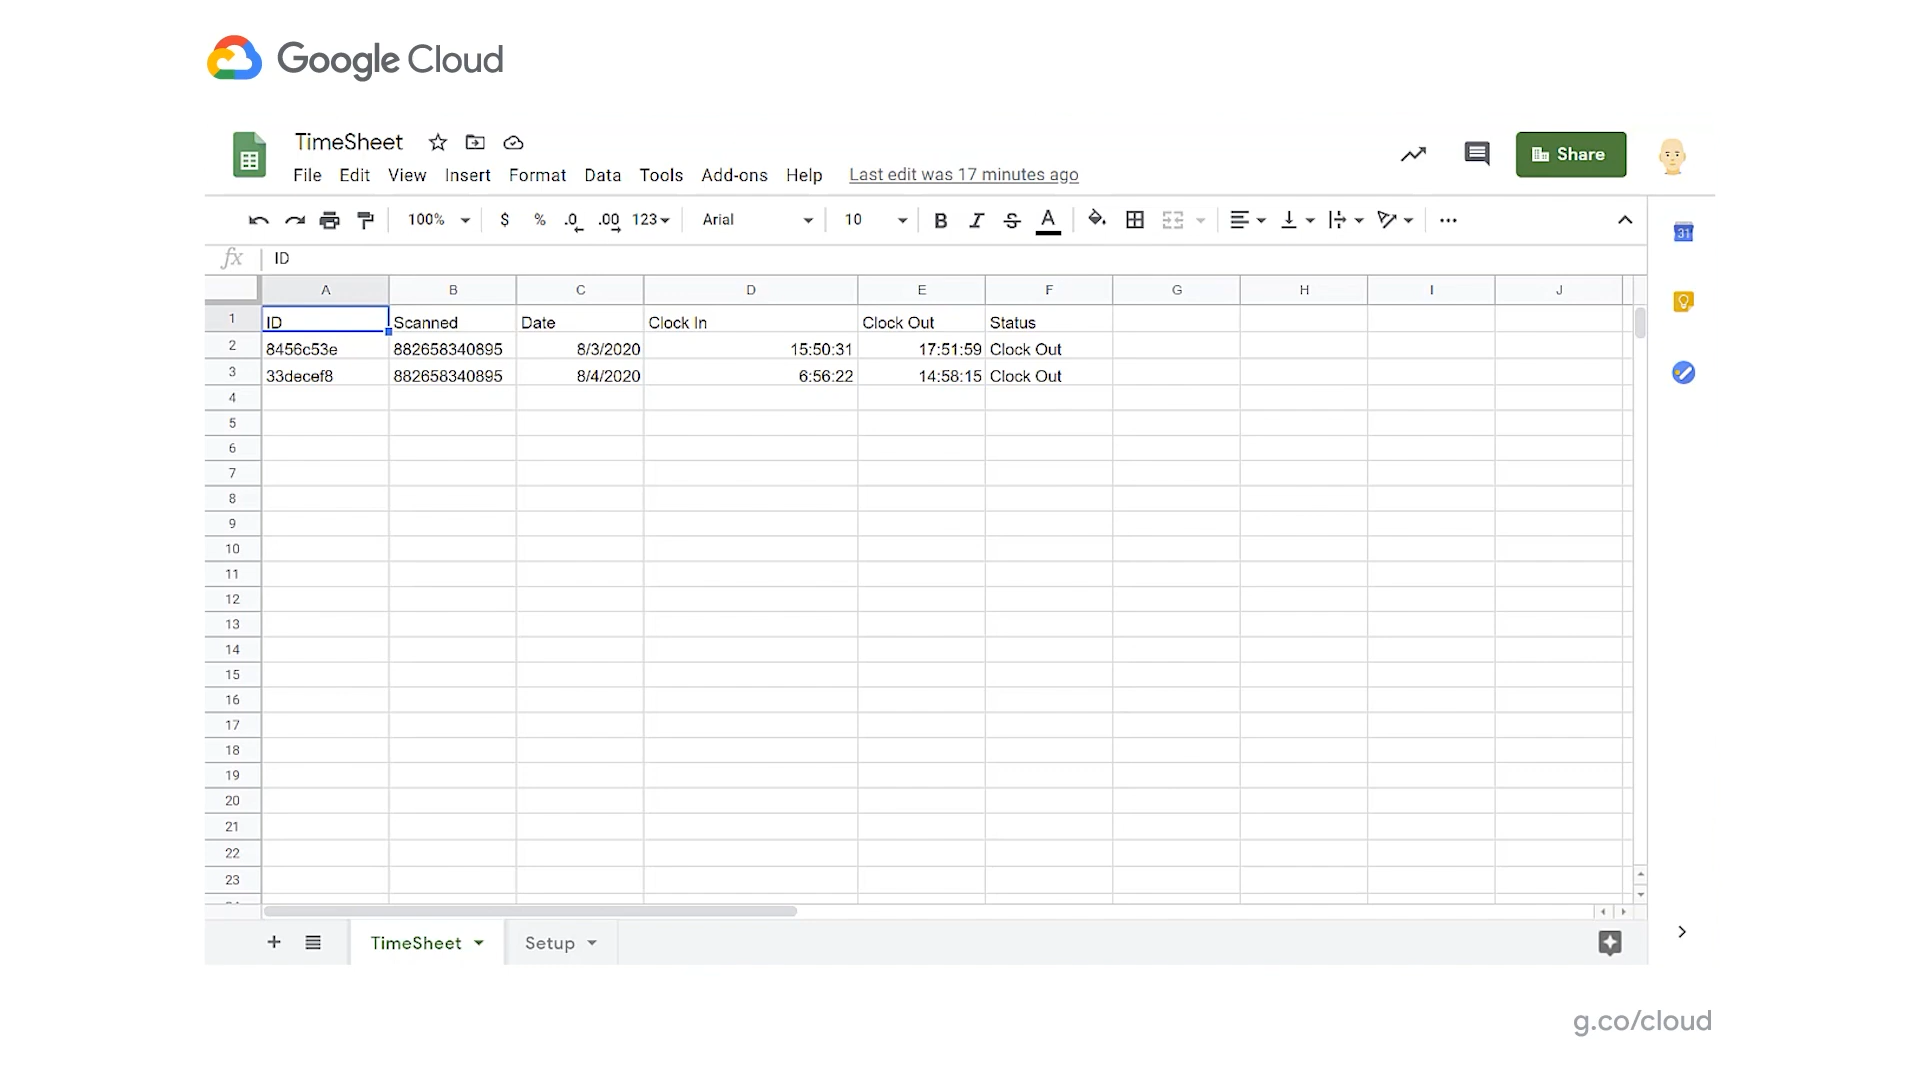 Google Cloud
TimeSheet
File Edit View Insert Format Data Tools Add-ons Help Last edit was 17 minutes ago
Share
100% $ % .0 .00 123 Arial 10 B I S A
31
fx ID
A B C D E F G H I J
1 ID Scanned Date Clock In Clock Out Status
2 8456c53e 882658340895 8/3/2020 15:50:31 17:51:59 Clock Out
3 33decef8 882658340895 8/4/2020 6:56:22 14:58:15 Clock Out
4
5
6
7
8
9
10
11
12
13
14
15
16
17
18
19
20
21
22
23
TimeSheet Setup
g.co/cloud